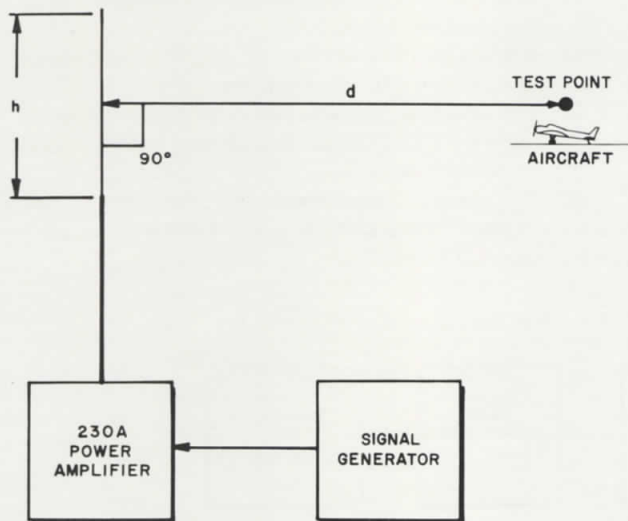 h
d
90°
TEST POINT
AIRCRAFT
230A
POWER
AMPLIFIER
SIGNAL
GENERATOR